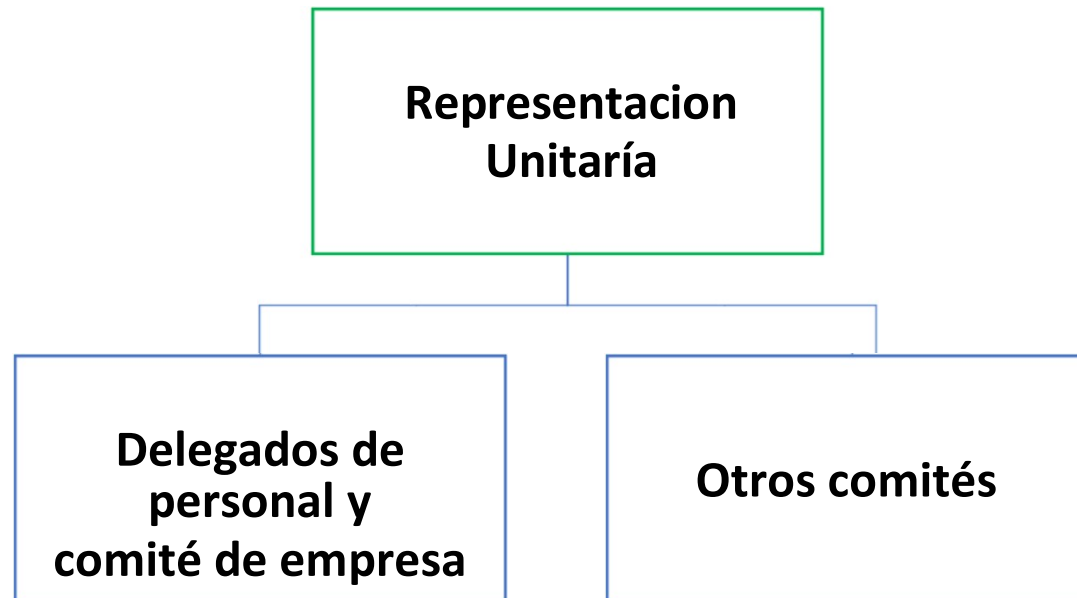 Representacion
Unitaría
Delegados de
personal y
comité de empresa
Otros comités